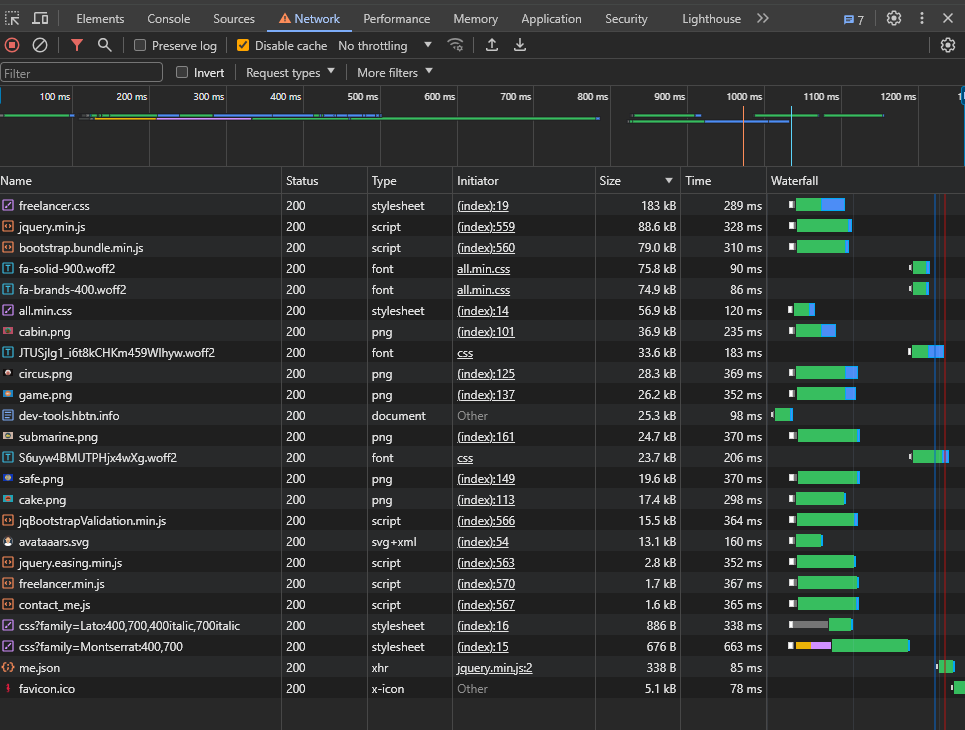 Elements Console Sources Network Performance Memory Application Security Lighthouse 7
Preserve log Disable cache No throttling
Filter Invert Request types More filters
100 ms 200 ms 300 ms 400 ms 500 ms 600 ms 700 ms 800 ms 900 ms 1000 ms 1100 ms 1200 ms
Name Status Type Initiator Size Time Waterfall
freelancer.css 200 stylesheet (index):19 183 kB 289 ms
jquery.min.js 200 script (index):559 88.6 kB 328 ms
bootstrap.bundle.min.js 200 script (index):560 79.0 kB 310 ms
fa-solid-900.woff2 200 font all.min.css 75.8 kB 90 ms
fa-brands-400.woff2 200 font all.min.css 74.9 kB 86 ms
all.min.css 200 stylesheet (index):14 56.9 kB 120 ms
cabin.png 200 png (index):101 36.9 kB 235 ms
JTUSjIg1_i6t8kCHKm459Wlhyw.woff2 200 font css 33.6 kB 183 ms
circus.png 200 png (index):125 28.3 kB 369 ms
game.png 200 png (index):137 26.2 kB 352 ms
dev-tools.hbtn.info 200 document Other 25.3 kB 98 ms
submarine.png 200 png (index):161 24.7 kB 370 ms
S6uyw4BMUTPHjx4wXg.woff2 200 font css 23.7 kB 206 ms
safe.png 200 png (index):149 19.6 kB 370 ms
cake.png 200 png (index):113 17.4 kB 298 ms
jqBootstrapValidation.min.js 200 script (index):566 15.5 kB 364 ms
avataaars.svg 200 svg+xml (index):54 13.1 kB 160 ms
jquery.easing.min.js 200 script (index):563 2.8 kB 352 ms
freelancer.min.js 200 script (index):570 1.7 kB 367 ms
contact_me.js 200 script (index):567 1.6 kB 365 ms
css?family=Lato:400,700,400italic,700italic 200 stylesheet (index):16 886 B 338 ms
css?family=Montserrat:400,700 200 stylesheet (index):15 676 B 663 ms
me.json 200 xhr jquery.min.js:2 338 B 85 ms
favicon.ico 200 x-icon Other 5.1 kB 78 ms